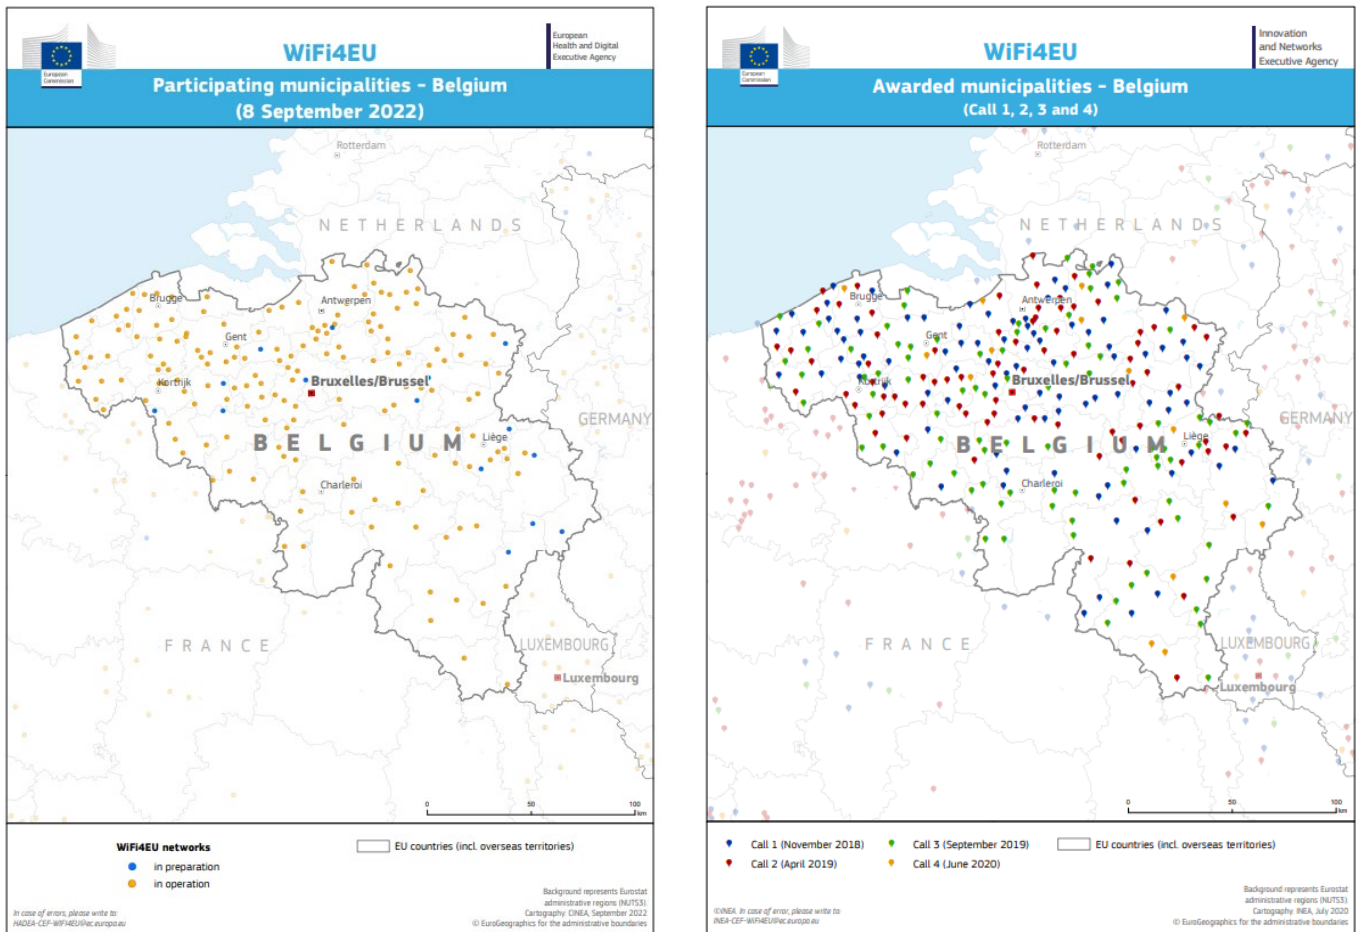 European
Commission
WiFi4EU
European
Health and Digital
Executive Agency
Participating municipalities - Belgium
(8 September 2022)
Rotterdam
NETHERLANDS
Brugge
Antwerpen
Gent
Kortrijk
Bruxelles/Brussel
GERMANY
BELGIUM
Liège
Charleroi
FRANCE
LUXEMBOURG
Luxembourg
0 50 100
km
WiFi4EU networks
in preparation
in operation
EU countries (incl. overseas territories)
In case of errors, please write to:
HADEA-CEF-WIFI4EU@ec.europa.eu
Background represents Eurostat
administrative regions (NUTS3).
Cartography: CINEA, September 2022
© EuroGeographics for the administrative boundaries
European
Commission
WiFi4EU
Innovation
and Networks
Executive Agency
Awarded municipalities - Belgium
(Call 1, 2, 3 and 4)
Rotterdam
NETHERLANDS
Brugge
Antwerpen
Gent
Kortrijk
Bruxelles/Brussel
GERMANY
BELGIUM
Liège
Charleroi
FRANCE
LUXEMBOURG
Luxembourg
0 50 100
km
Call 1 (November 2018)
Call 2 (April 2019)
Call 3 (September 2019)
Call 4 (June 2020)
EU countries (incl. overseas territories)
©INEA. In case of error, please write to:
INEA-CEF-WiFi4EU@ec.europa.eu
Background represents Eurostat
administrative regions (NUTS3).
Cartography: INEA, July 2020
© EuroGeographics for the administrative boundaries